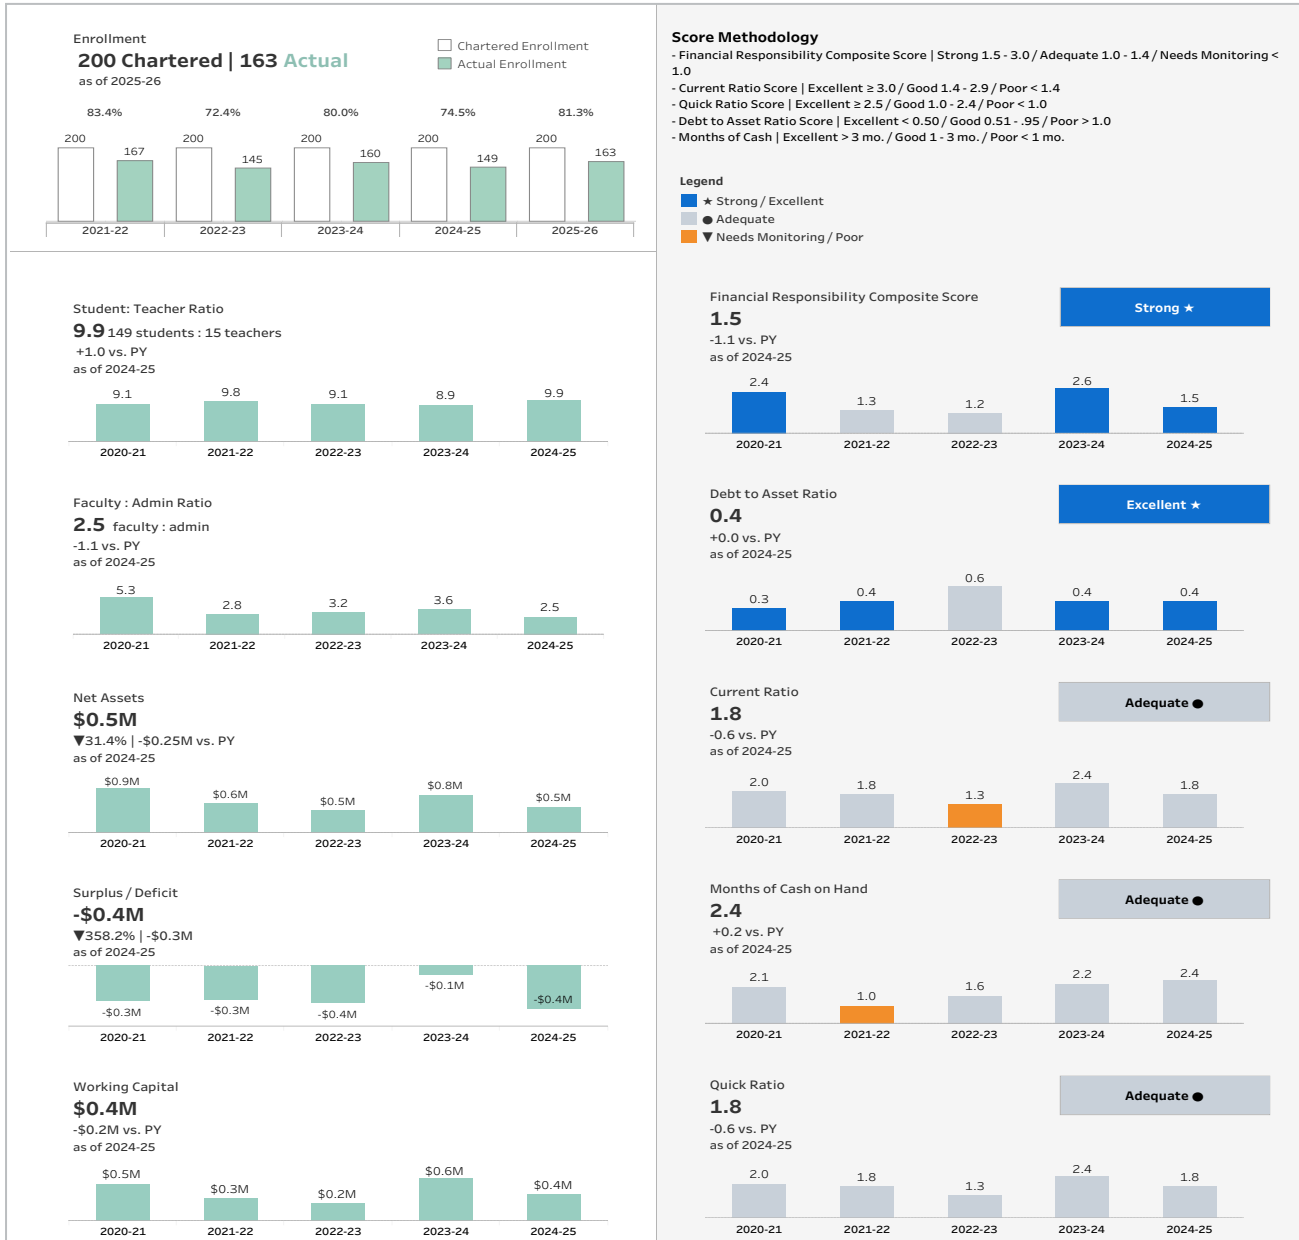 Enrollment
200 Chartered | 163 Actual
as of 2025-26
Chartered Enrollment
Actual Enrollment
83.4% 72.4% 80.0% 74.5% 81.3%
200 167 200 145 200 160 200 149 200 163
2021-22 2022-23 2023-24 2024-25 2025-26
Score Methodology
- Financial Responsibility Composite Score | Strong 1.5 - 3.0 / Adequate 1.0 - 1.4 / Needs Monitoring <
1.0
- Current Ratio Score | Excellent ≥ 3.0 / Good 1.4 - 2.9 / Poor < 1.4
- Quick Ratio Score | Excellent ≥ 2.5 / Good 1.0 - 2.4 / Poor < 1.0
- Debt to Asset Ratio Score | Excellent < 0.50 / Good 0.51 - .95 / Poor > 1.0
- Months of Cash | Excellent > 3 mo. / Good 1 - 3 mo. / Poor < 1 mo.
Legend
★ Strong / Excellent
● Adequate
▼ Needs Monitoring / Poor
Student: Teacher Ratio
9.9 149 students : 15 teachers
+1.0 vs. PY
as of 2024-25
9.1 9.8 9.1 8.9 9.9
2020-21 2021-22 2022-23 2023-24 2024-25
Faculty : Admin Ratio
2.5 faculty : admin
-1.1 vs. PY
as of 2024-25
5.3 2.8 3.2 3.6 2.5
2020-21 2021-22 2022-23 2023-24 2024-25
Net Assets
$0.5M
▼31.4% | -$0.25M vs. PY
as of 2024-25
$0.9M $0.6M $0.5M $0.8M $0.5M
2020-21 2021-22 2022-23 2023-24 2024-25
Surplus / Deficit
-$0.4M
▼358.2% | -$0.3M
as of 2024-25
-$0.3M -$0.3M -$0.4M -$0.1M -$0.4M
2020-21 2021-22 2022-23 2023-24 2024-25
Working Capital
$0.4M
-$0.2M vs. PY
as of 2024-25
$0.5M $0.3M $0.2M $0.6M $0.4M
2020-21 2021-22 2022-23 2023-24 2024-25
Financial Responsibility Composite Score
1.5
-1.1 vs. PY
as of 2024-25
Strong ★
2.4 1.3 1.2 2.6 1.5
2020-21 2021-22 2022-23 2023-24 2024-25
Debt to Asset Ratio
0.4
+0.0 vs. PY
as of 2024-25
Excellent ★
0.3 0.4 0.6 0.4 0.4
2020-21 2021-22 2022-23 2023-24 2024-25
Current Ratio
1.8
-0.6 vs. PY
as of 2024-25
Adequate ●
2.0 1.8 1.3 2.4 1.8
2020-21 2021-22 2022-23 2023-24 2024-25
Months of Cash on Hand
2.4
+0.2 vs. PY
as of 2024-25
Adequate ●
2.1 1.0 1.6 2.2 2.4
2020-21 2021-22 2022-23 2023-24 2024-25
Quick Ratio
1.8
-0.6 vs. PY
as of 2024-25
Adequate ●
2.0 1.8 1.3 2.4 1.8
2020-21 2021-22 2022-23 2023-24 2024-25